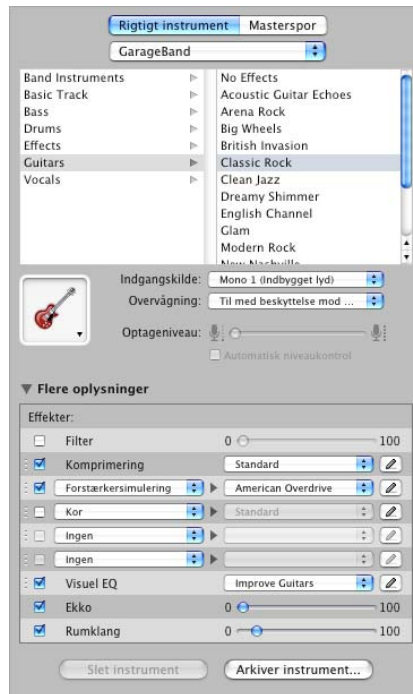 Rigtigt instrument Masterspor
GarageBand
Band Instruments
Basic Track
Bass
Drums
Effects
Guitars
Vocals
No Effects
Acoustic Guitar Echoes
Arena Rock
Big Wheels
British Invasion
Classic Rock
Clean Jazz
Dreamy Shimmer
English Channel
Glam
Modern Rock
New Nashville
Indgangskilde: Mono 1 (Indbygget lyd)
Overvågning: Til med beskyttelse mod ...
Optageniveau:
Automatisk niveaukontrol
Flere oplysninger
Effekter:
Filter 0 100
Komprimering Standard
Forstærkersimulering American Overdrive
Kor Standard
Ingen
Ingen
Visuel EQ Improve Guitars
Ekko 0 100
Rumklang 0 100
Slet instrument Arkiver instrument...